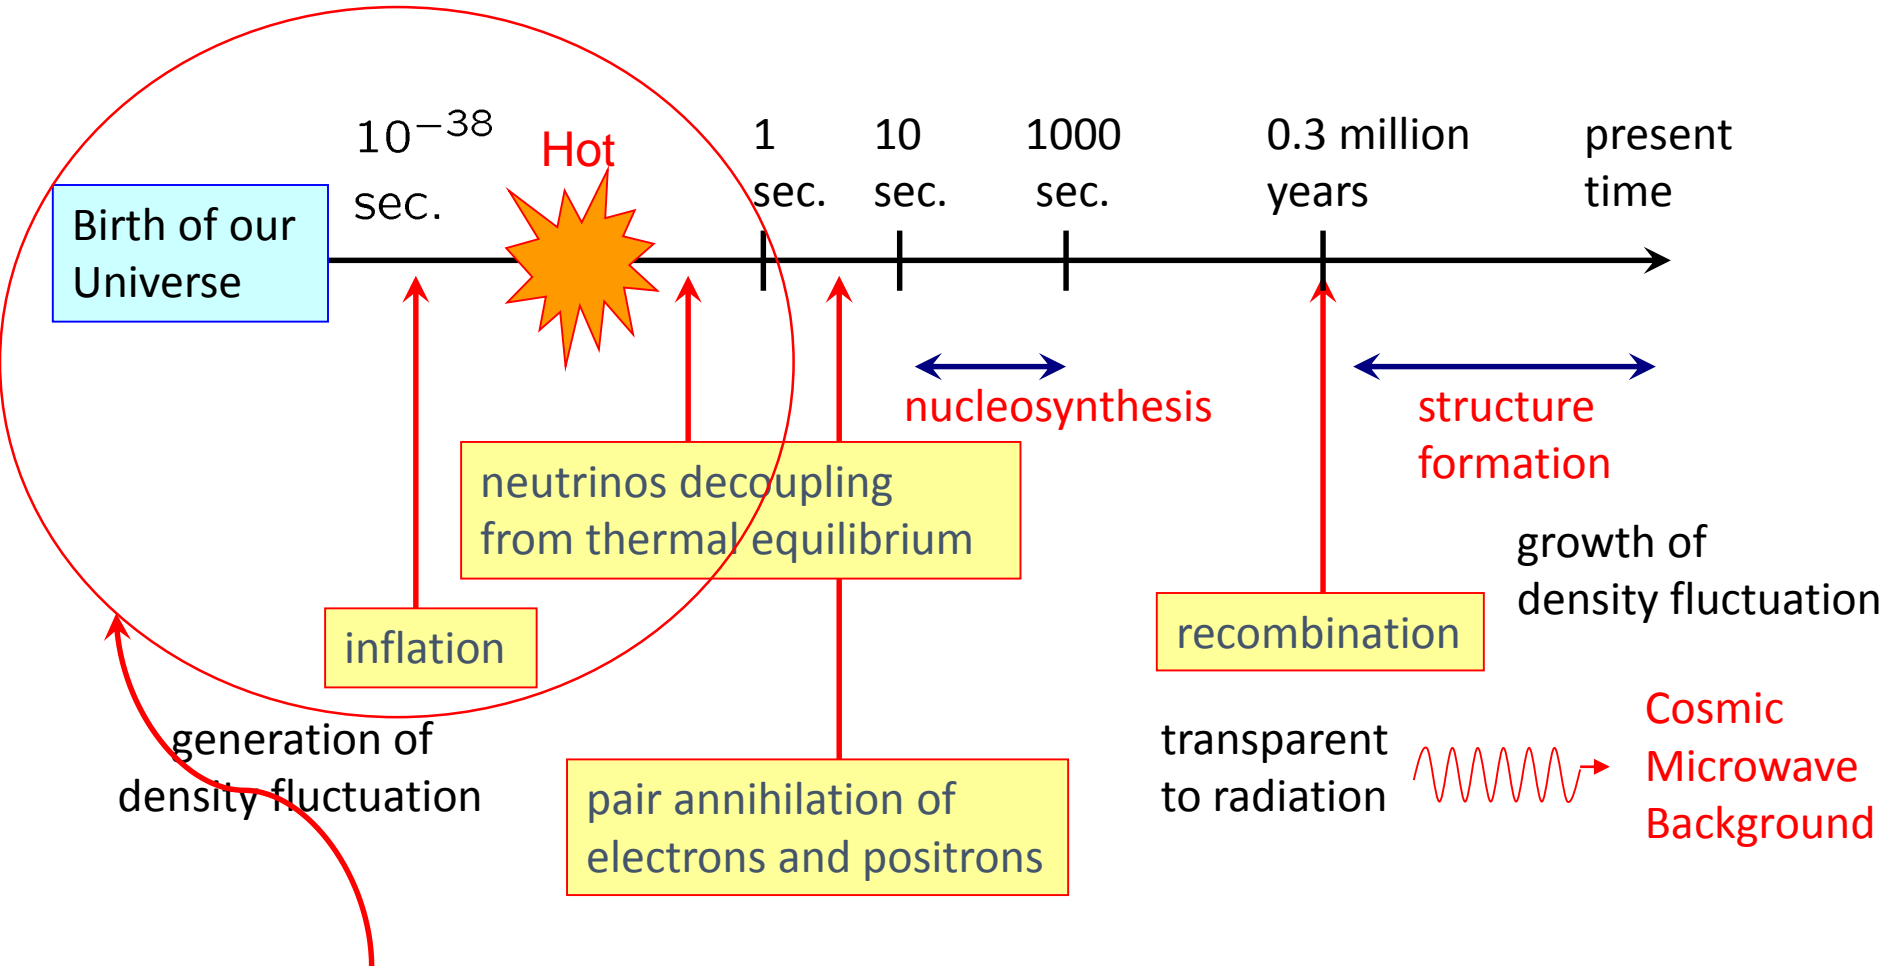 10⁻³⁸
sec.
Hot
1
sec.
10
sec.
1000
sec.
0.3 million
years
present
time
Birth of our
Universe
nucleosynthesis
structure
formation
neutrinos decoupling
from thermal equilibrium
growth of
density fluctuation
inflation
recombination
generation of
density fluctuation
pair annihilation of
electrons and positrons
transparent
to radiation
Cosmic
Microwave
Background